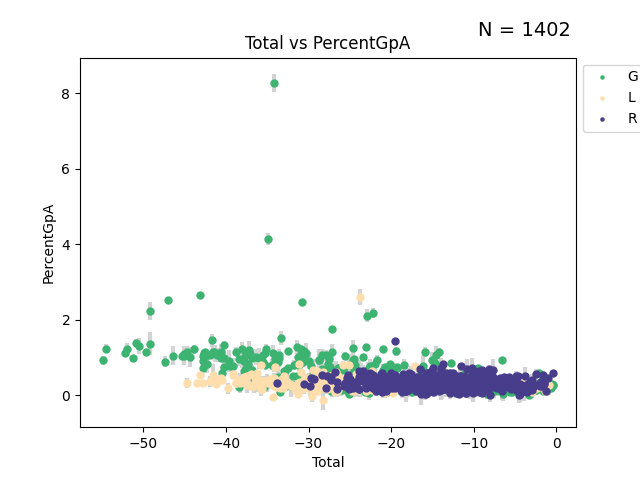 N = 1402
Total vs PercentGpA
G
L
R
8
6
4
2
0
PercentGpA
−50
−40
−30
−20
−10
0
Total